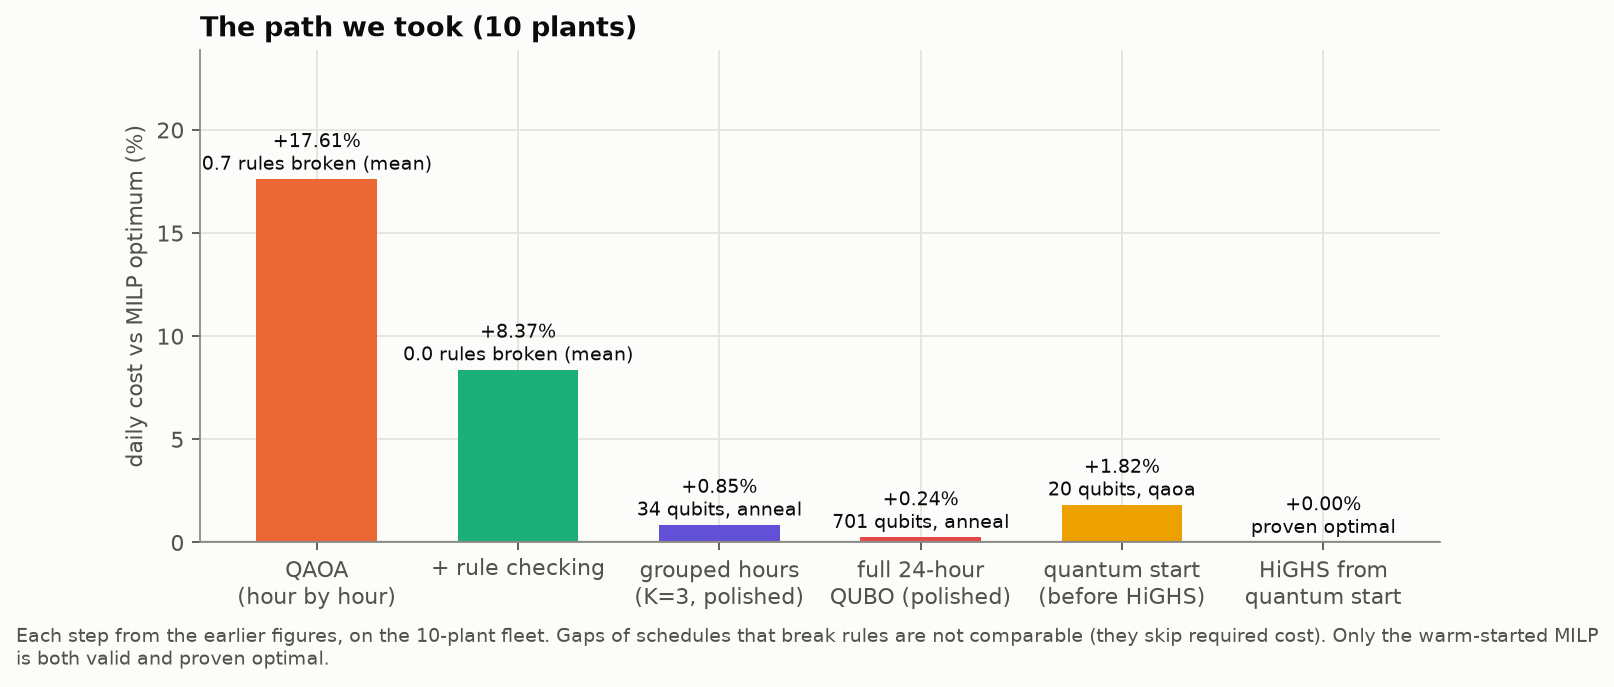 The path we took (10 plants)
daily cost vs MILP optimum (%)
20
15
10
5
0
+17.61%
0.7 rules broken (mean)
+8.37%
0.0 rules broken (mean)
+0.85%
34 qubits, anneal
+0.24%
701 qubits, anneal
+1.82%
20 qubits, qaoa
+0.00%
proven optimal
QAOA
(hour by hour)
+ rule checking
grouped hours
(K=3, polished)
full 24-hour
QUBO (polished)
quantum start
(before HiGHS)
HiGHS from
quantum start
Each step from the earlier figures, on the 10-plant fleet. Gaps of schedules that break rules are not comparable (they skip required cost). Only the warm-started MILP
is both valid and proven optimal.